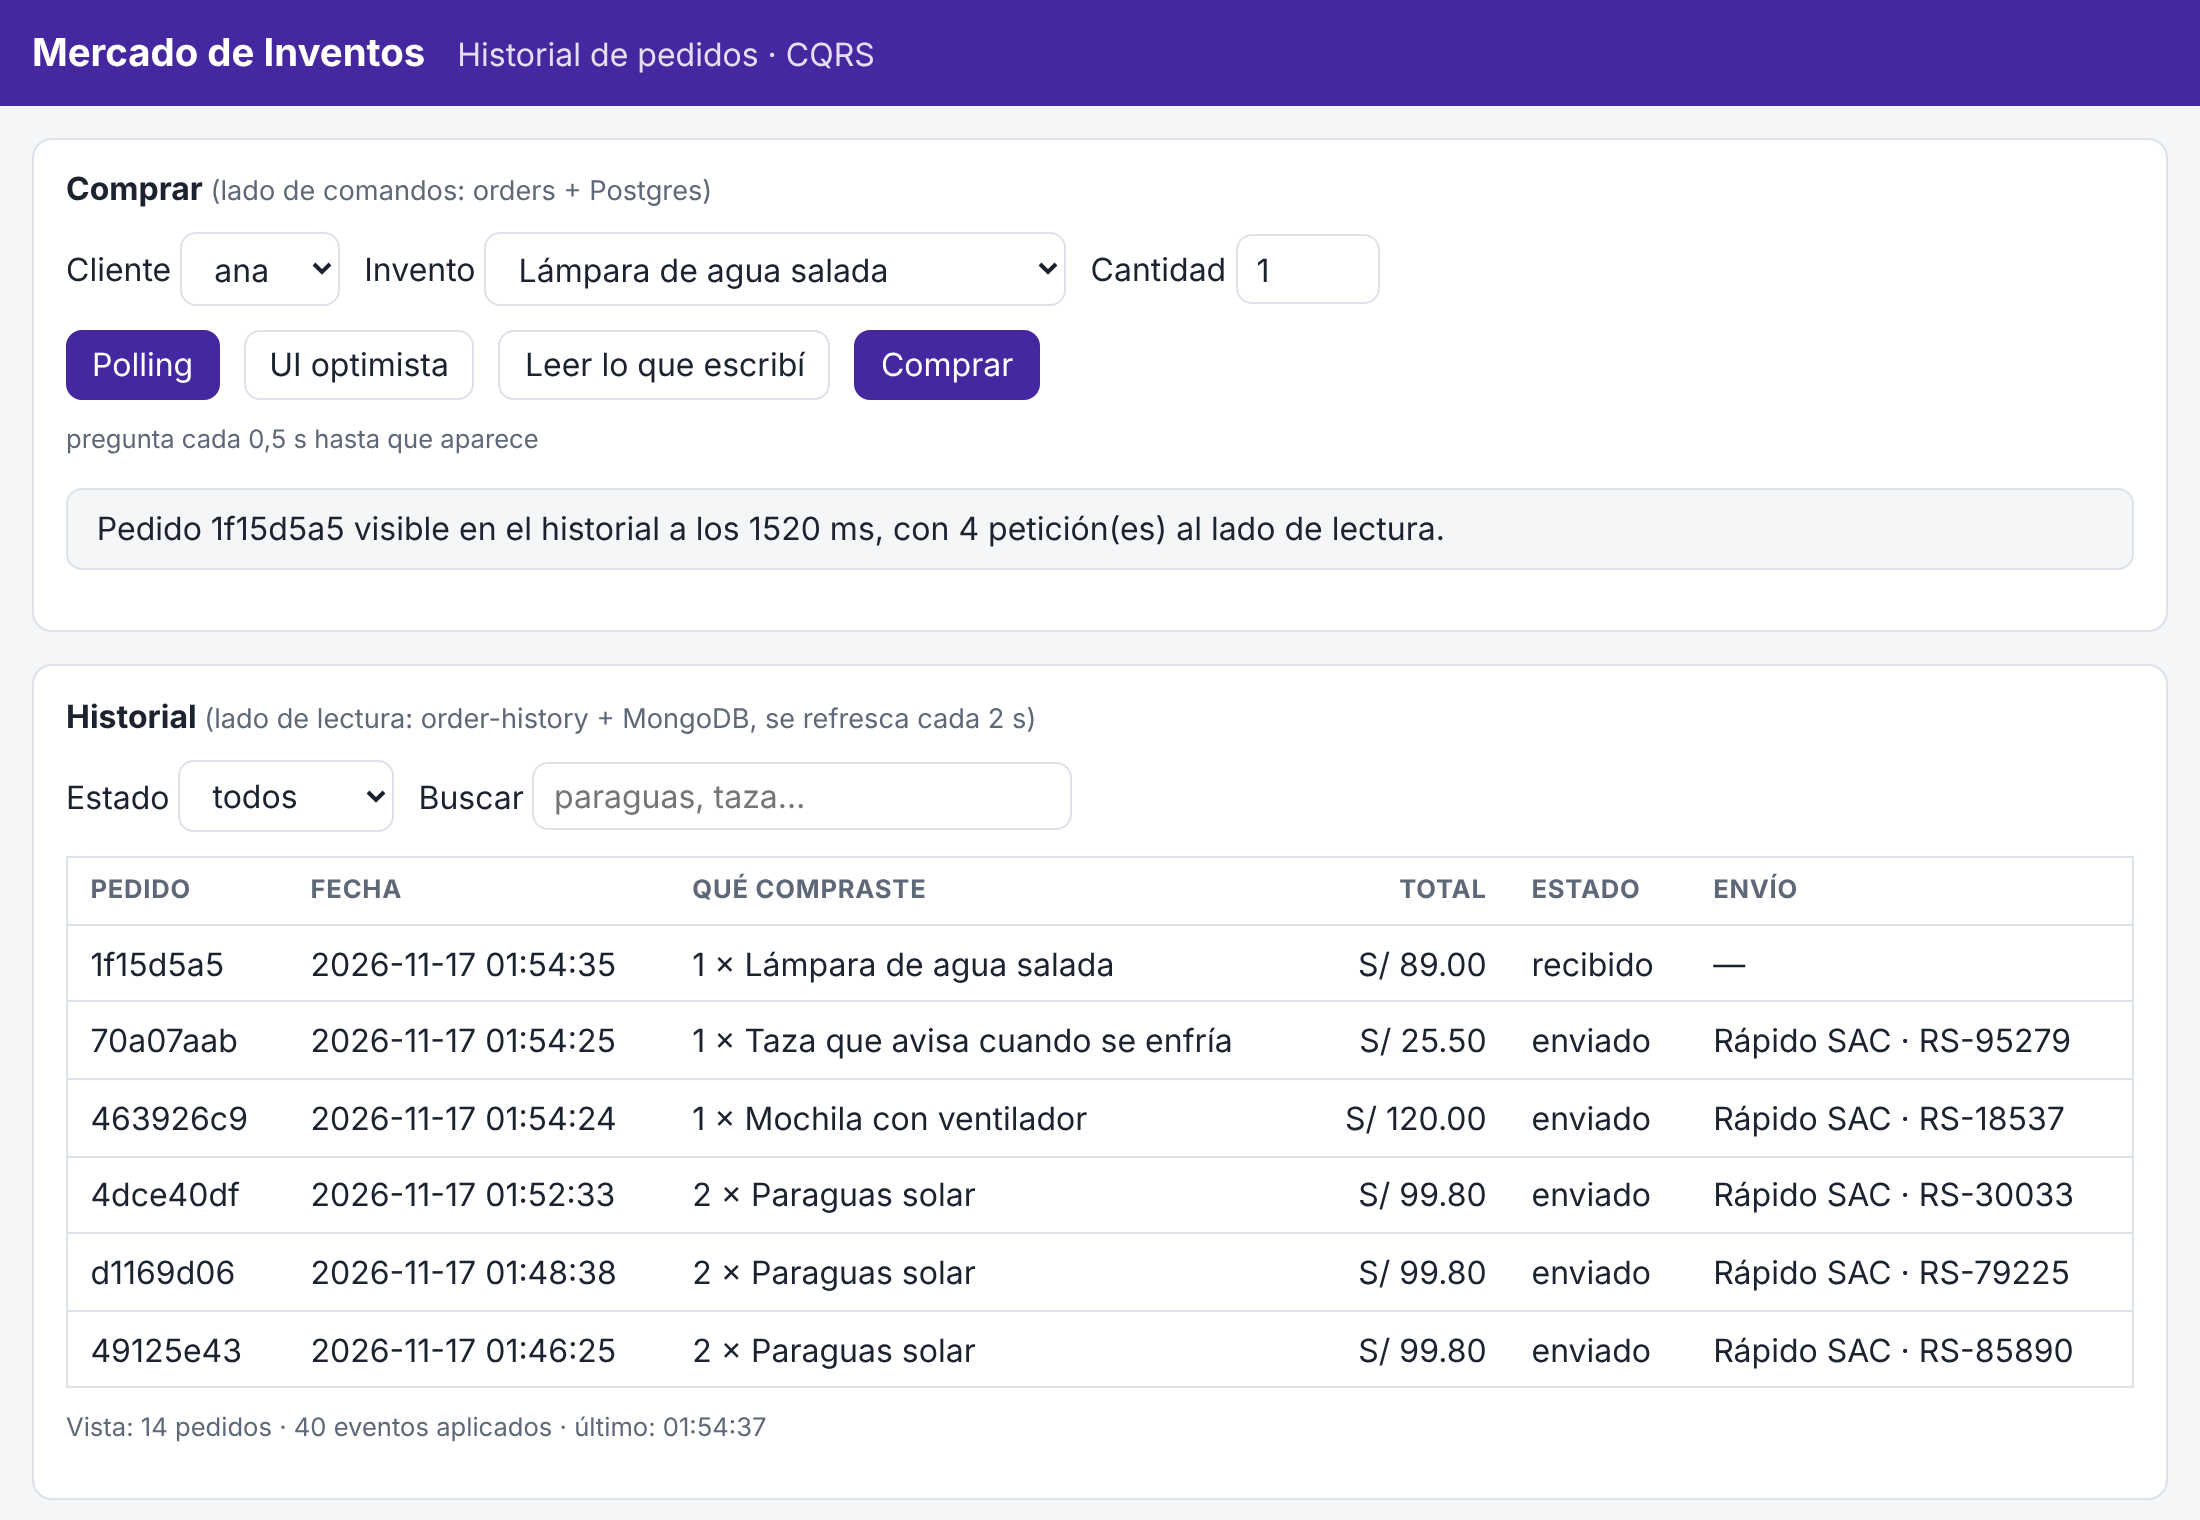 Mercado de Inventos Historial de pedidos · CQRS
Comprar (lado de comandos: orders + Postgres)
Cliente ana Invento Lámpara de agua salada Cantidad 1
Polling UI optimista Leer lo que escribí Comprar
pregunta cada 0,5 s hasta que aparece
Pedido 1f15d5a5 visible en el historial a los 1520 ms, con 4 petición(es) al lado de lectura.
Historial (lado de lectura: order-history + MongoDB, se refresca cada 2 s)
Estado todos Buscar paraguas, taza...
PEDIDO FECHA QUÉ COMPRASTE TOTAL ESTADO ENVÍO
1f15d5a5 2026-11-17 01:54:35 1 × Lámpara de agua salada S/ 89.00 recibido —
70a07aab 2026-11-17 01:54:25 1 × Taza que avisa cuando se enfría S/ 25.50 enviado Rápido SAC · RS-95279
463926c9 2026-11-17 01:54:24 1 × Mochila con ventilador S/ 120.00 enviado Rápido SAC · RS-18537
4dce40df 2026-11-17 01:52:33 2 × Paraguas solar S/ 99.80 enviado Rápido SAC · RS-30033
d1169d06 2026-11-17 01:48:38 2 × Paraguas solar S/ 99.80 enviado Rápido SAC · RS-79225
49125e43 2026-11-17 01:46:25 2 × Paraguas solar S/ 99.80 enviado Rápido SAC · RS-85890
Vista: 14 pedidos · 40 eventos aplicados · último: 01:54:37